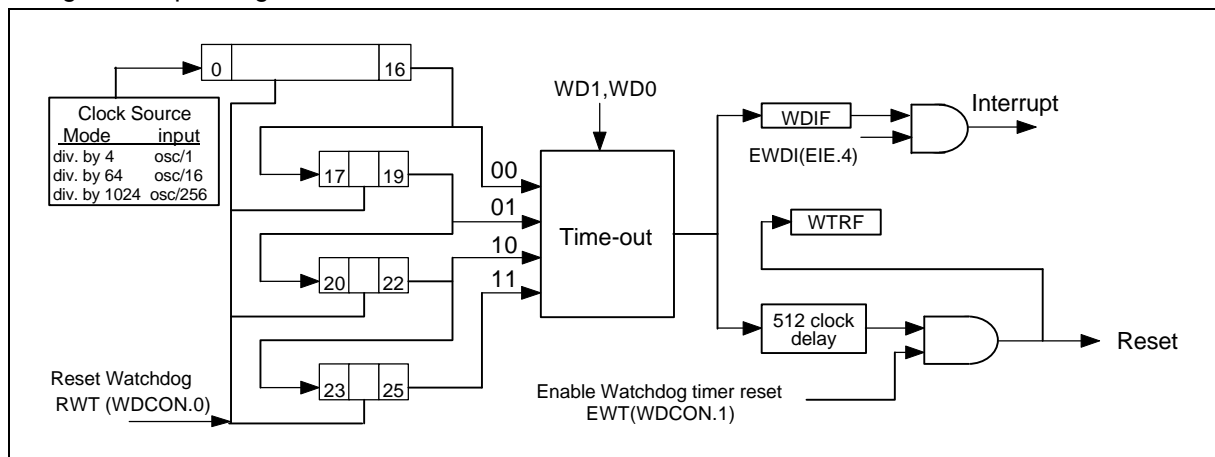 0 16
Clock Source
Mode input
div. by 4 osc/1
div. by 64 osc/16
div. by 1024 osc/256
17 19
20 22
23 25
Reset Watchdog
RWT (WDCON.0)
00
01
10
11
WD1,WD0
Time-out
WDIF
EWDI(EIE.4)
Interrupt
WTRF
512 clock
delay
Reset
Enable Watchdog timer reset
EWT(WDCON.1)